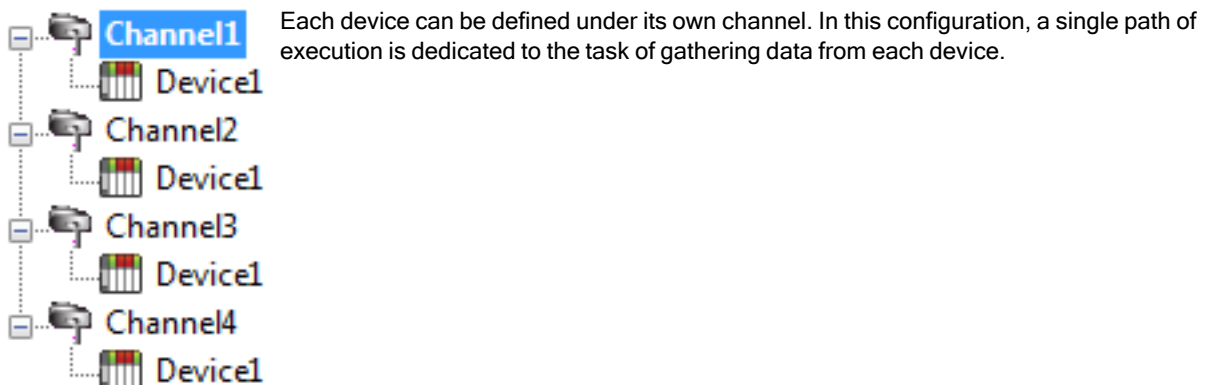 Channel1
Device1
Channel2
Device1
Channel3
Device1
Channel4
Device1
Each device can be defined under its own channel. In this configuration, a single path of
execution is dedicated to the task of gathering data from each device.